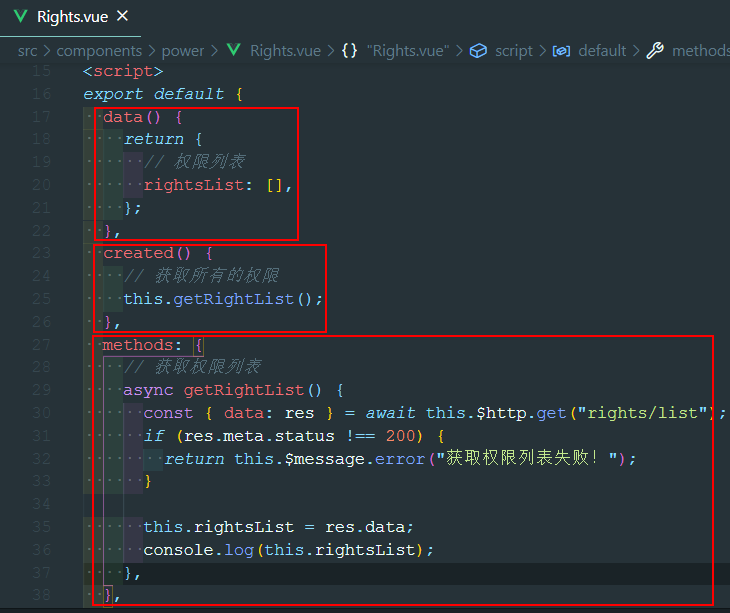 Rights.vue ×
src > components > power > Rights.vue > {} "Rights.vue" > script > default > methods
15 <script>
16 export default {
17 data() {
18 return {
19 // 权限列表
20 rightsList: [],
21 };
22 },
23 created() {
24 // 获取所有的权限
25 this.getRightList();
26 },
27 methods: {
28 // 获取权限列表
29 async getRightList() {
30 const { data: res } = await this.$http.get("rights/list");
31 if (res.meta.status !== 200) {
32 return this.$message.error("获取权限列表失败！");
33 }
34
35 this.rightsList = res.data;
36 console.log(this.rightsList);
37 },
38 },